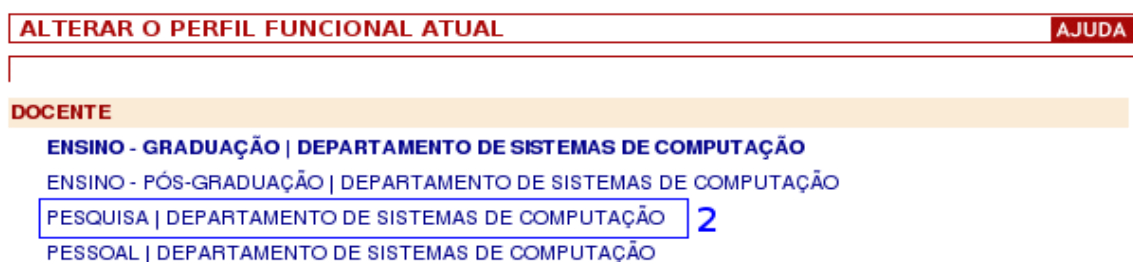 ALTERAR O PERFIL FUNCIONAL ATUAL AJUDA
DOCENTE
ENSINO - GRADUAÇÃO | DEPARTAMENTO DE SISTEMAS DE COMPUTAÇÃO
ENSINO - PÓS-GRADUAÇÃO | DEPARTAMENTO DE SISTEMAS DE COMPUTAÇÃO
PESQUISA | DEPARTAMENTO DE SISTEMAS DE COMPUTAÇÃO 2
PESSOAL | DEPARTAMENTO DE SISTEMAS DE COMPUTAÇÃO